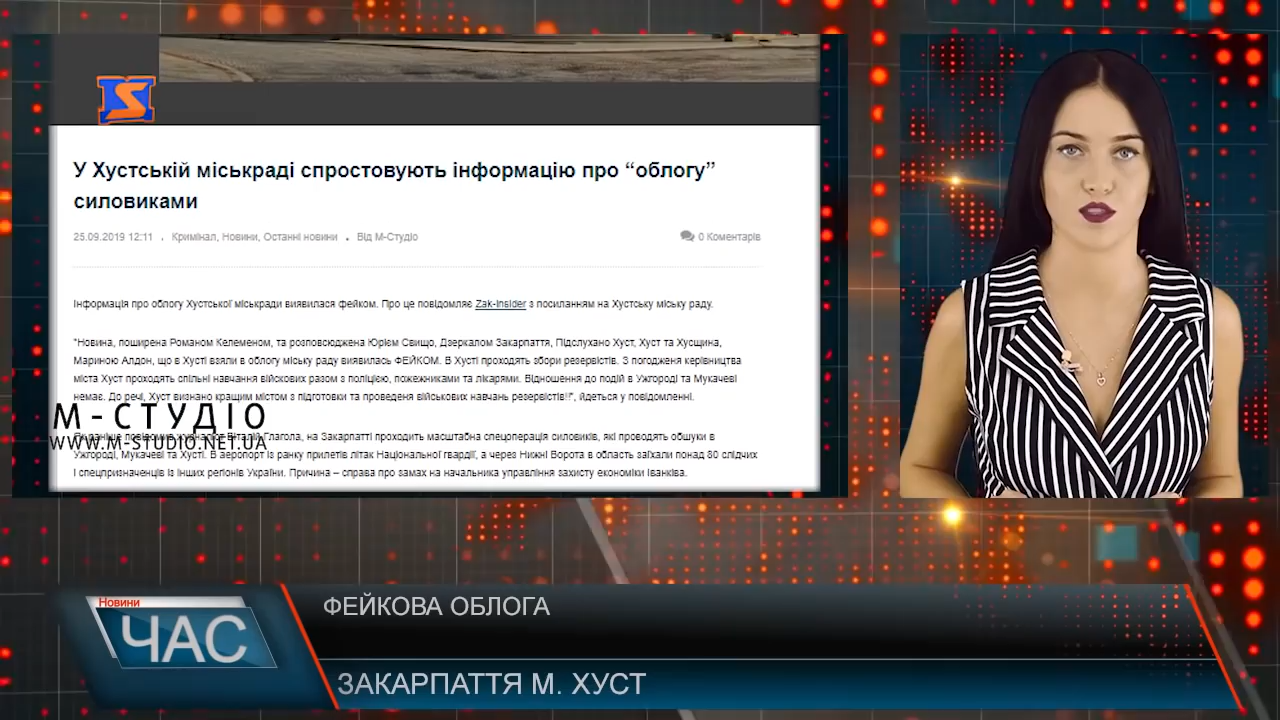 У Хустській міськраді спростовують інформацію про “облогу”
силовиками
25.09.2019 12:11 , Кримінал, Новини, Останні новини • Від М-Студіо
0 Коментарів
Інформація про облогу Хустської міськради виявилася фейком. Про це повідомляє Zak-Insider з посиланням на Хустську міську раду.
"Новина, поширена Романом Келеменом, та розповсюджена Юрієм Свищо, Дзеркалом Закарпаття, Підслухано Хуст, Хуст та Хусщина,
Мариною Алдон, що в Хусті взяли в облогу міську раду виявилась ФЕЙКОМ. В Хусті проходять збори резервістів. З погодженя керівництва
міста Хуст проходять спільні навчання військових разом з поліцією, пожежниками та лікарями. Відношення до подій в Ужгороді та Мукачеві
немає. До речі, Хуст визнано кращим містом з підготовки та проведеня військових навчань резервістів!!", йдеться у повідомленні.
М-СТУДІО
WWW.M-STUDIO.NET.UA
Глагола, на Закарпатті проходить масштабна спецоперація силовиків, які проводять обшуки в
Ужгороді, Мукачеві та Хусті. В аеропорт із ранку прилетів літак Національної гвардії, а через Нижні Ворота в область заїхали понад 80 слідчих
і спецпризначенців із інших регіонів України. Причина – справа про замах на начальника управління захисту економіки Іванківа.
Новини
ЧАС
ФЕЙКОВА ОБЛОГА
ЗАКАРПАТТЯ М. ХУСТ